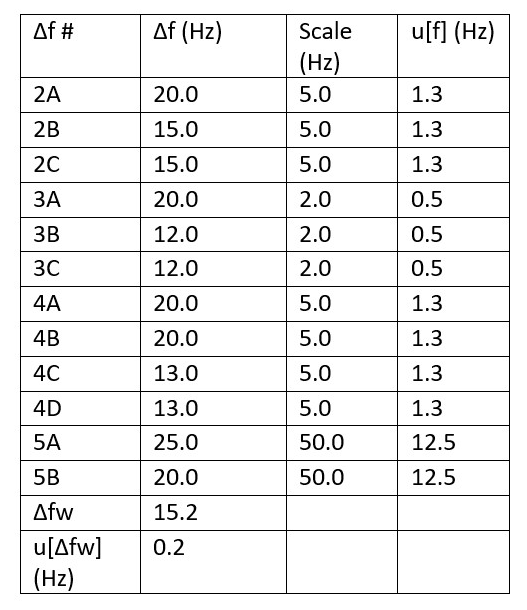 Δf # Δf (Hz) Scale (Hz) u[f] (Hz)
2A 20.0 5.0 1.3
2B 15.0 5.0 1.3
2C 15.0 5.0 1.3
3A 20.0 2.0 0.5
3B 12.0 2.0 0.5
3C 12.0 2.0 0.5
4A 20.0 5.0 1.3
4B 20.0 5.0 1.3
4C 13.0 5.0 1.3
4D 13.0 5.0 1.3
5A 25.0 50.0 12.5
5B 20.0 50.0 12.5
Δfw 15.2
u[Δfw] 0.2
(Hz)